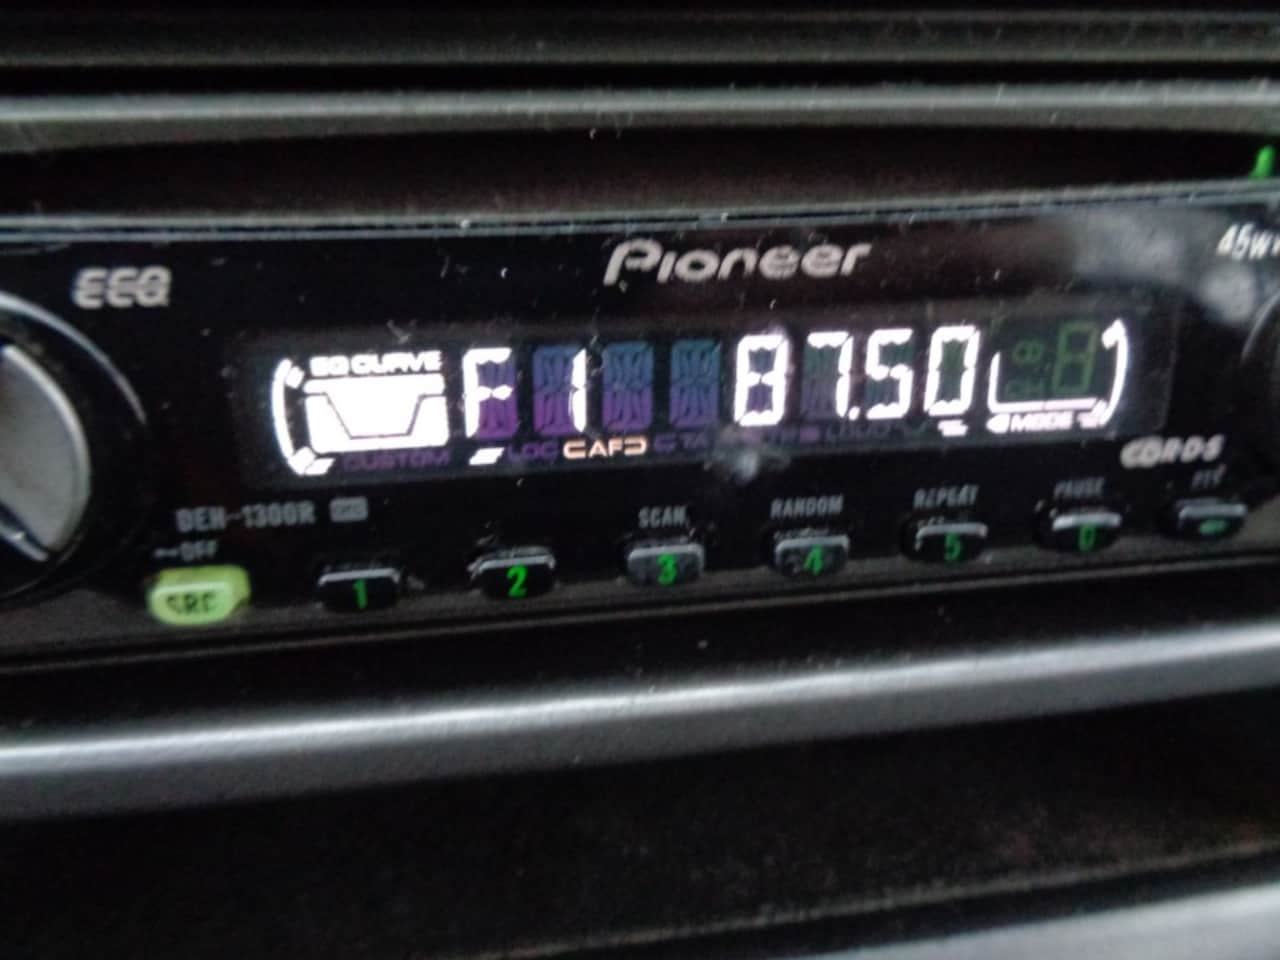 Pioneer
45W
EEQ
EQ CURVE
F1 87.50
CUSTOM LOC AF TA
MODE
RDS
DEH-1300R
OFF
SCAN
RANDOM
REPEAT
PAUSE
SRC
1 2 3 4 5 6